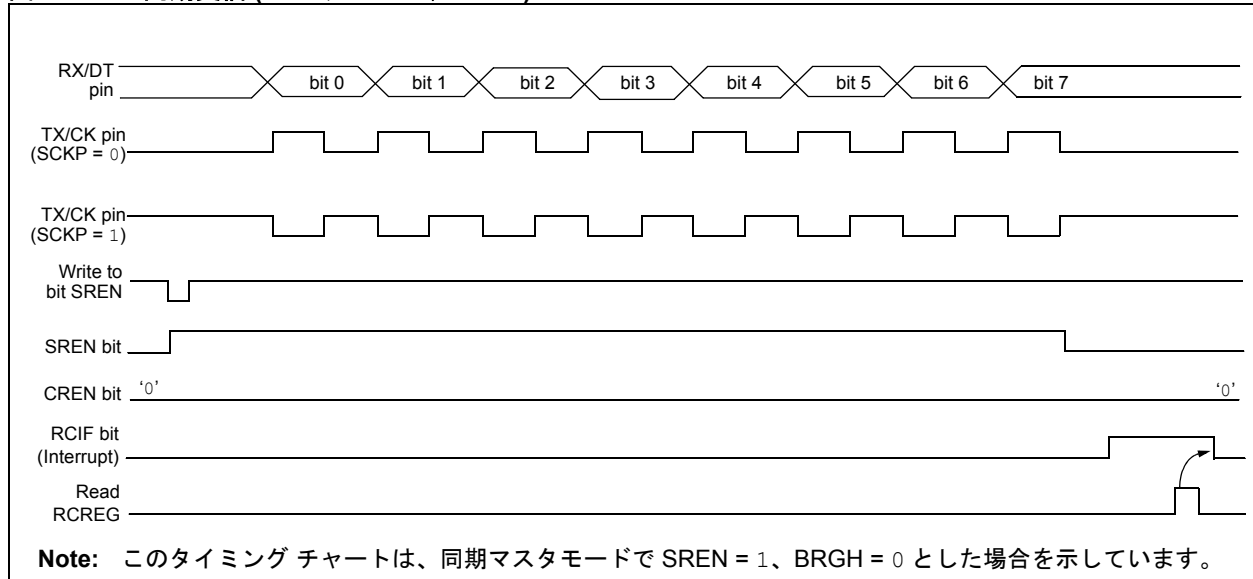 RX/DT
pin
bit 0 bit 1 bit 2 bit 3 bit 4 bit 5 bit 6 bit 7
TX/CK pin
(SCKP = 0)
TX/CK pin
(SCKP = 1)
Write to
bit SREN
SREN bit
CREN bit ‘0’ ‘0’
RCIF bit
(Interrupt)
Read
RCREG
Note: このタイミング チャートは、同期マスタモードで SREN = 1、BRGH = 0 とした場合を示しています。